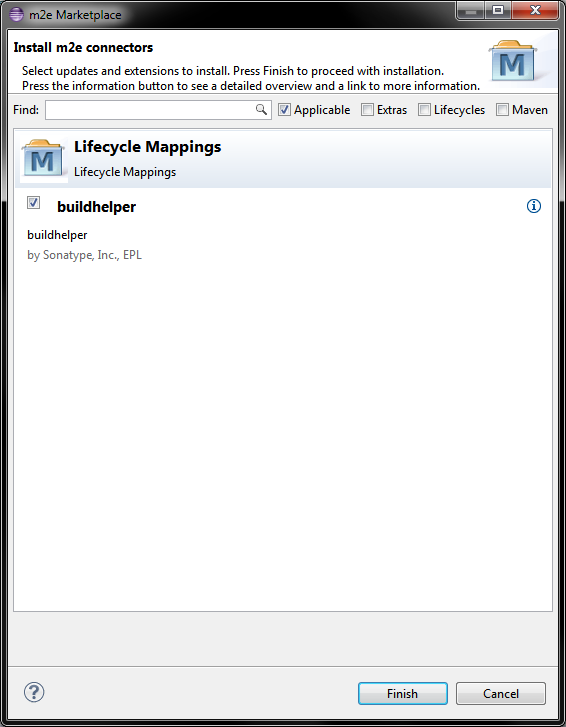 m2e Marketplace
Install m2e connectors
Select updates and extensions to install. Press Finish to proceed with installation.
Press the information button to see a detailed overview and a link to more information.
M
Find: Applicable Extras Lifecycles Maven
M
Lifecycle Mappings
Lifecycle Mappings
buildhelper
buildhelper
by Sonatype, Inc., EPL
Finish Cancel